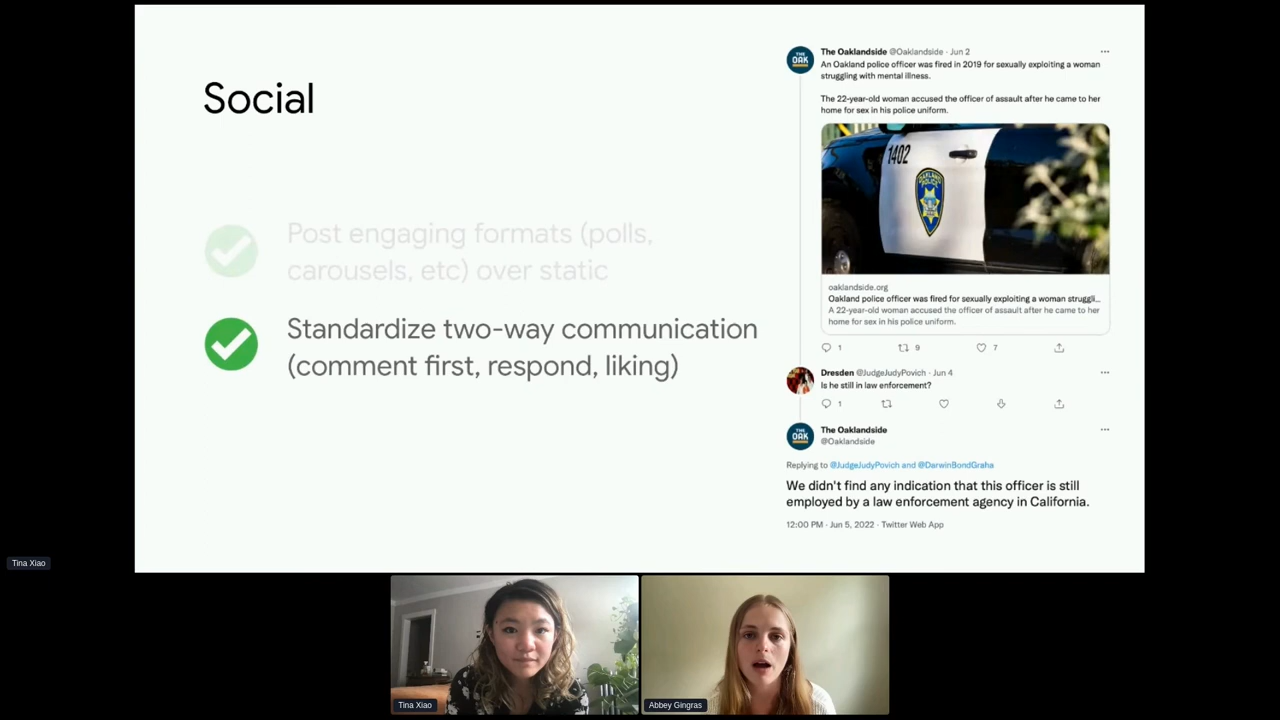 Social
Post engaging formats (polls,
carousels, etc) over static
Standardize two-way communication
(comment first, respond, liking)
THE
OAK
The Oaklandside @Oaklandside · Jun 2
An Oakland police officer was fired in 2019 for sexually exploiting a woman
struggling with mental illness.
The 22-year-old woman accused the officer of assault after he came to her
home for sex in his police uniform.
1402
OAKLAND
POLICE
oaklandside.org
Oakland police officer was fired for sexually exploiting a woman struggli...
A 22-year-old woman accused the officer of assault after he came to her
home for sex in his police uniform.
1 9 7
Dresden @JudgeJudyPovich · Jun 4
Is he still in law enforcement?
1
THE
OAK
The Oaklandside
@Oaklandside
Replying to @JudgeJudyPovich and @DarwinBondGraha
We didn't find any indication that this officer is still
employed by a law enforcement agency in California.
12:00 PM · Jun 5, 2022 · Twitter Web App
Tina Xiao
Tina Xiao
Abbey Gingras